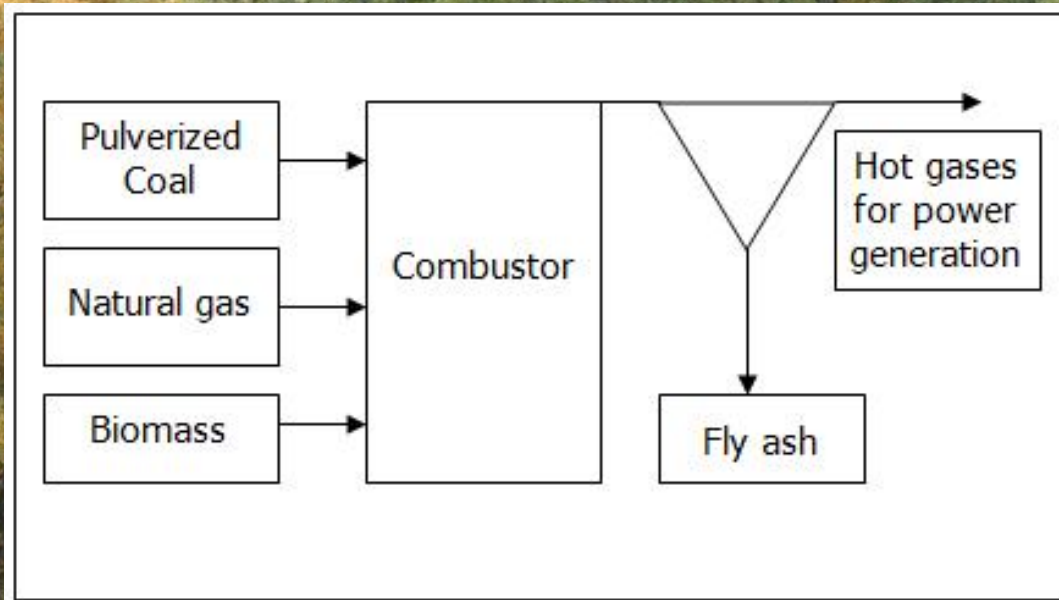 Pulverized
Coal
Natural gas
Biomass
Combustor
Hot gases
for power
generation
Fly ash